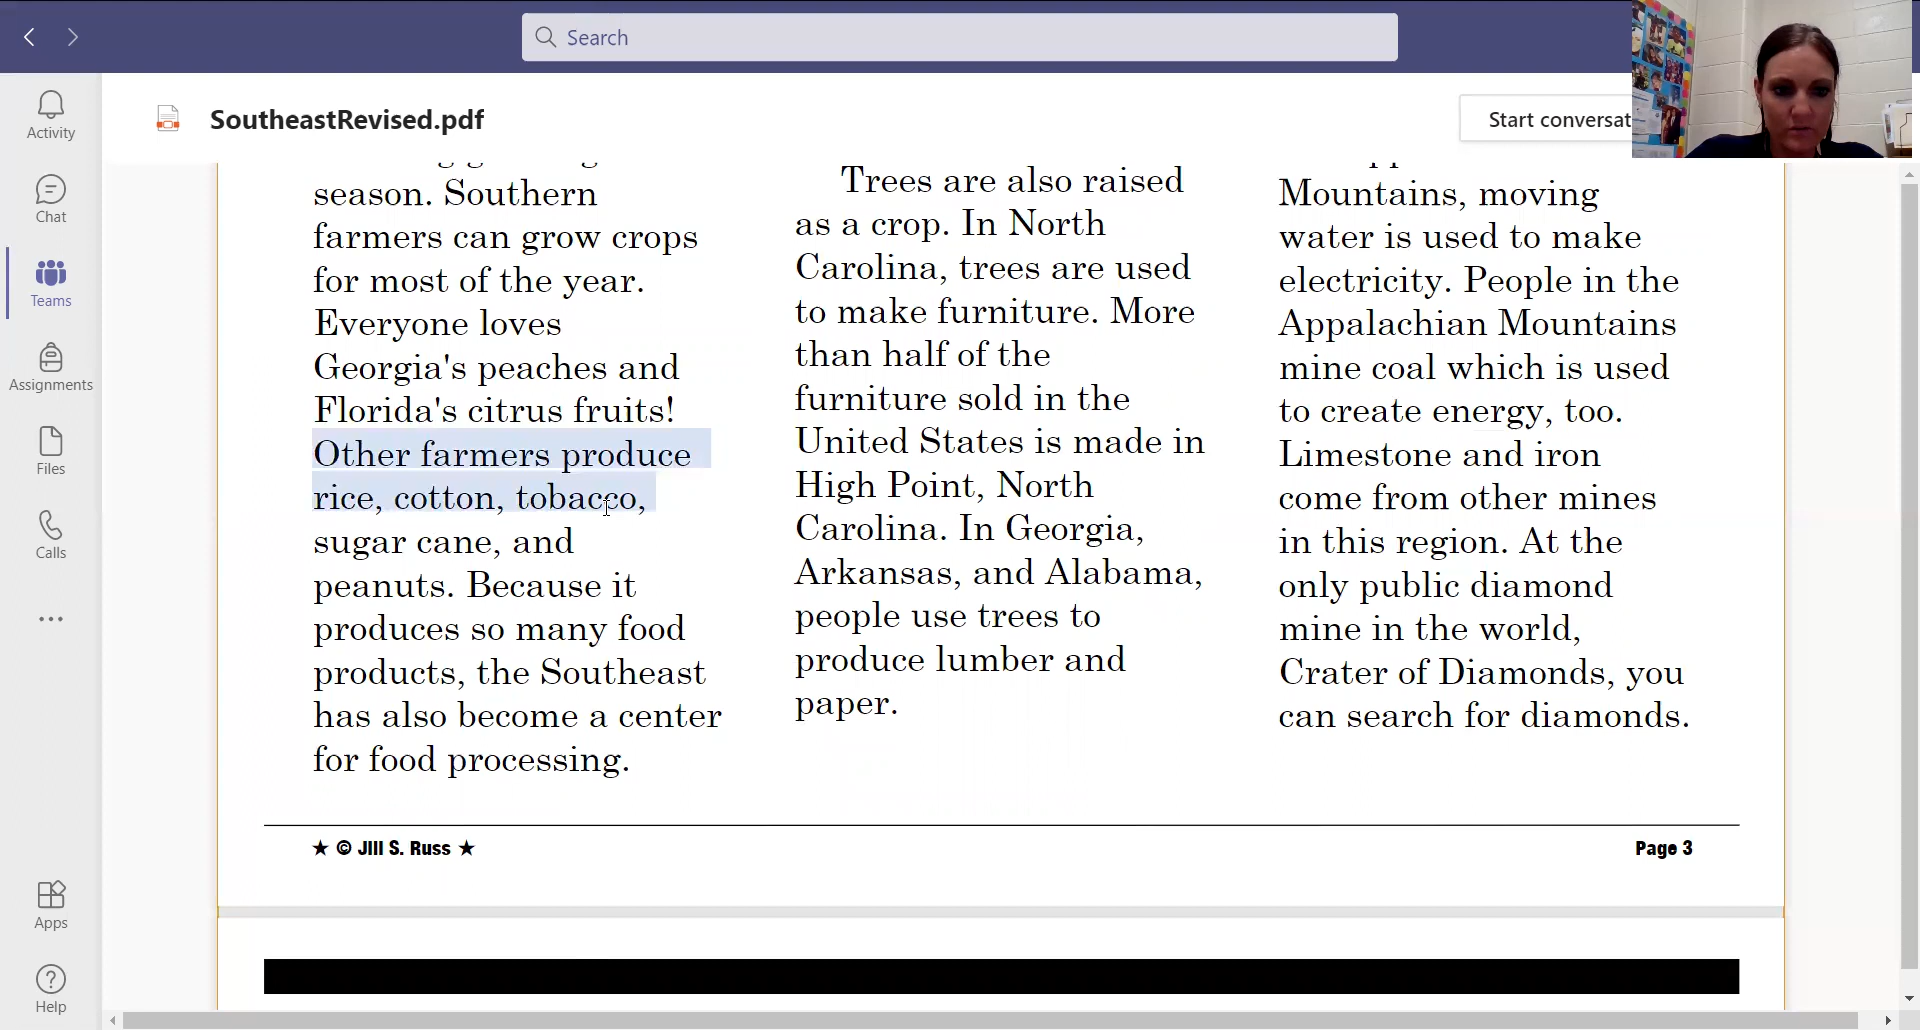 Search
Activity
Chat
Teams
Assignments
Files
Calls
Apps
Help
SoutheastRevised.pdf
Start conversat
season. Southern
farmers can grow crops
for most of the year.
Everyone loves
Georgia's peaches and
Florida's citrus fruits!
Other farmers produce
rice, cotton, tobacco,
sugar cane, and
peanuts. Because it
produces so many food
products, the Southeast
has also become a center
for food processing.
Trees are also raised
as a crop. In North
Carolina, trees are used
to make furniture. More
than half of the
furniture sold in the
United States is made in
High Point, North
Carolina. In Georgia,
Arkansas, and Alabama,
people use trees to
produce lumber and
paper.
Mountains, moving
water is used to make
electricity. People in the
Appalachian Mountains
mine coal which is used
to create energy, too.
Limestone and iron
come from other mines
in this region. At the
only public diamond
mine in the world,
Crater of Diamonds, you
can search for diamonds.
★ © Jill S. Russ ★
Page 3